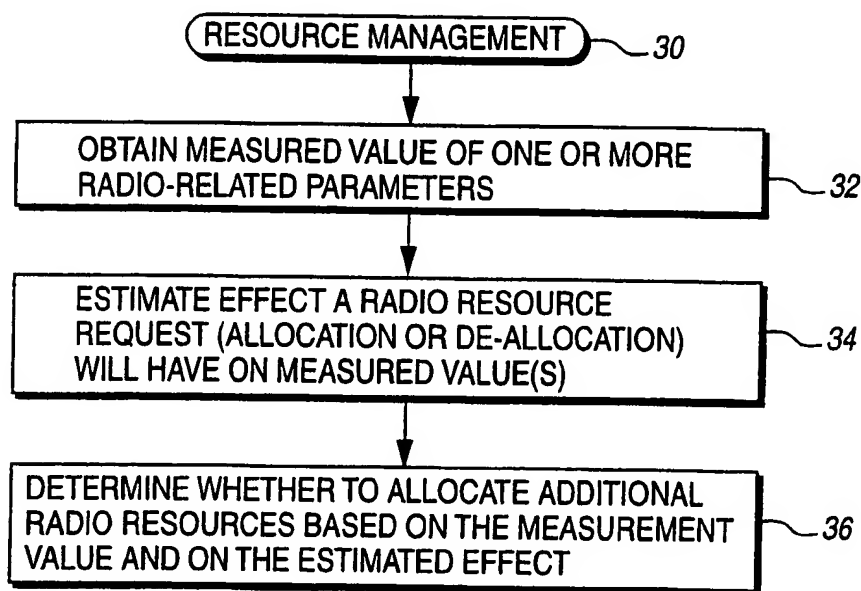 RESOURCE MANAGEMENT
30
OBTAIN MEASURED VALUE OF ONE OR MORE
RADIO-RELATED PARAMETERS
32
ESTIMATE EFFECT A RADIO RESOURCE
REQUEST (ALLOCATION OR DE-ALLOCATION)
WILL HAVE ON MEASURED VALUE(S)
34
DETERMINE WHETHER TO ALLOCATE ADDITIONAL
RADIO RESOURCES BASED ON THE MEASUREMENT
VALUE AND ON THE ESTIMATED EFFECT
36